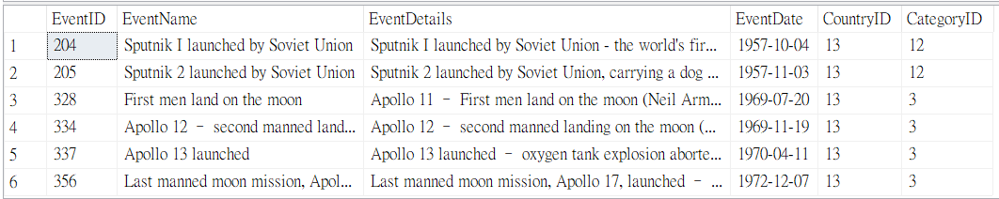 EventID EventName EventDetails EventDate CountryID CategoryID
1 204 Sputnik I launched by Soviet Union Sputnik I launched by Soviet Union - the world's fir... 1957-10-04 13 12
2 205 Sputnik 2 launched by Soviet Union Sputnik 2 launched by Soviet Union, carrying a dog ... 1957-11-03 13 12
3 328 First men land on the moon Apollo 11 – First men land on the moon (Neil Arm... 1969-07-20 13 3
4 334 Apollo 12 – second manned land... Apollo 12 – second manned landing on the moon (... 1969-11-19 13 3
5 337 Apollo 13 launched Apollo 13 launched – oxygen tank explosion aborte... 1970-04-11 13 3
6 356 Last manned moon mission, Apol... Last manned moon mission, Apollo 17, launched – ... 1972-12-07 13 3